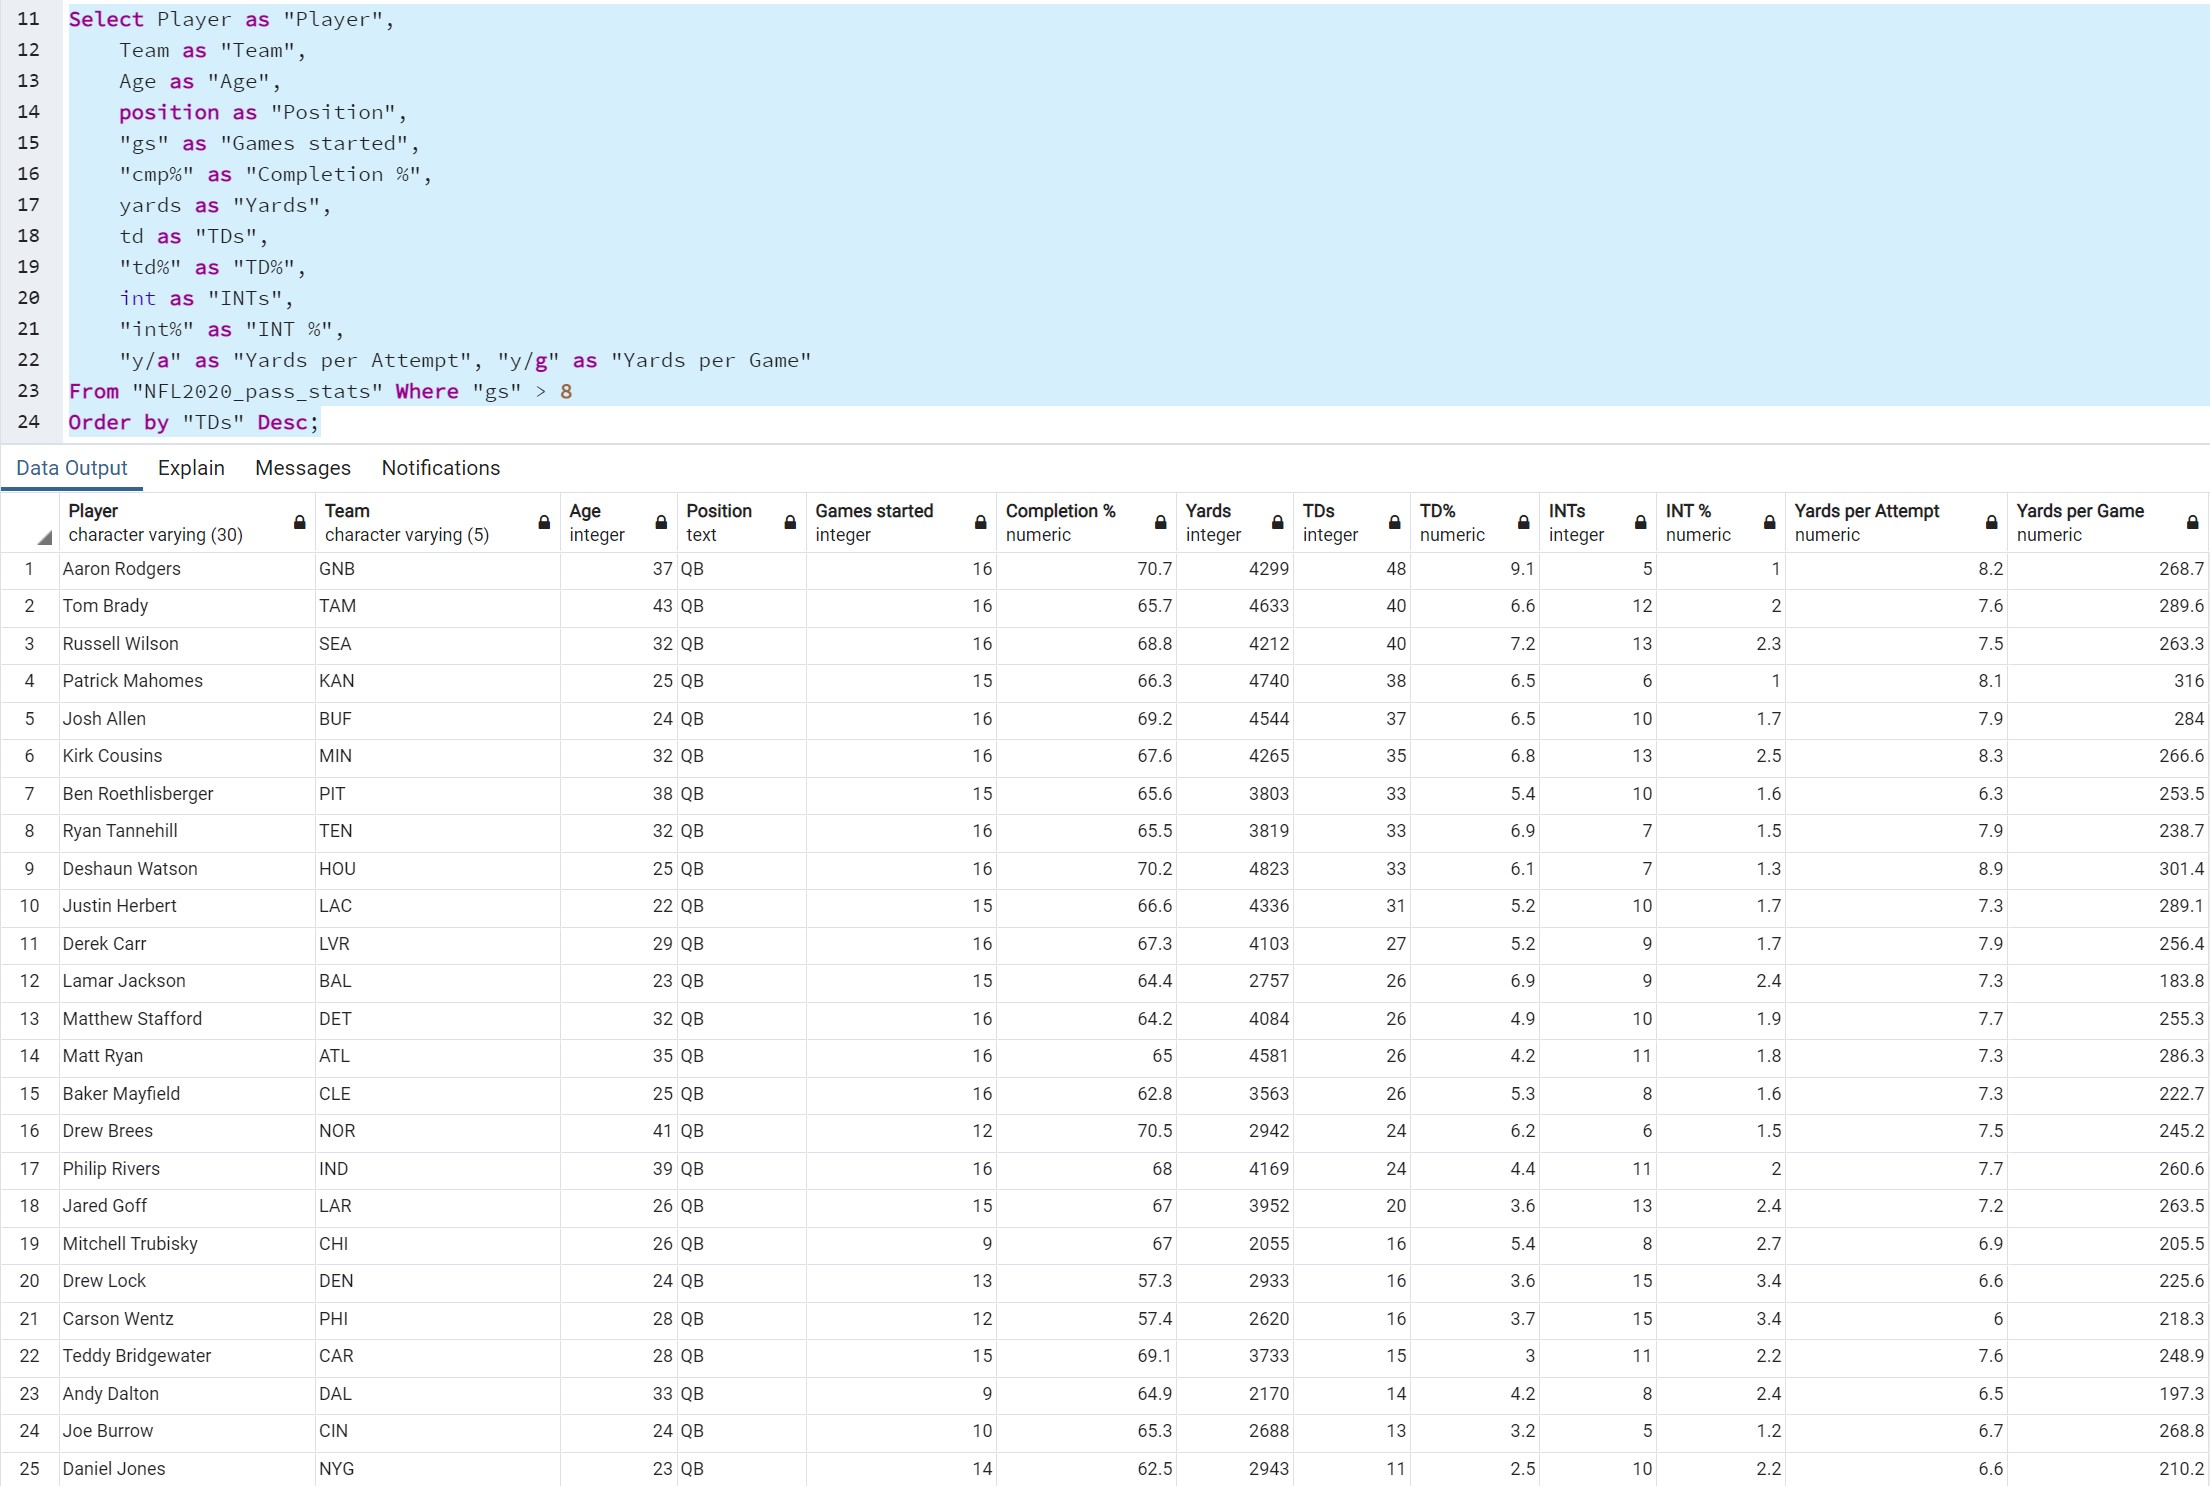 11 Select Player as "Player",
12 Team as "Team",
13 Age as "Age",
14 position as "Position",
15 "gs" as "Games started",
16 "cmp%" as "Completion %",
17 yards as "Yards",
18 td as "TDs",
19 "td%" as "TD%",
20 int as "INTs",
21 "int%" as "INT %",
22 "y/a" as "Yards per Attempt", "y/g" as "Yards per Game"
23 From "NFL2020_pass_stats" Where "gs" > 8
24 Order by "TDs" Desc;
Data Output Explain Messages Notifications
Player Team Age Position Games started Completion % Yards TDs TD% INTs INT % Yards per Attempt Yards per Game
character varying (30) character varying (5) integer text integer numeric integer integer numeric integer numeric numeric numeric
1 Aaron Rodgers GNB 37 QB 16 70.7 4299 48 9.1 5 1 8.2 268.7
2 Tom Brady TAM 43 QB 16 65.7 4633 40 6.6 12 2 7.6 289.6
3 Russell Wilson SEA 32 QB 16 68.8 4212 40 7.2 13 2.3 7.5 263.3
4 Patrick Mahomes KAN 25 QB 15 66.3 4740 38 6.5 6 1 8.1 316
5 Josh Allen BUF 24 QB 16 69.2 4544 37 6.5 10 1.7 7.9 284
6 Kirk Cousins MIN 32 QB 16 67.6 4265 35 6.8 13 2.5 8.3 266.6
7 Ben Roethlisberger PIT 38 QB 15 65.6 3803 33 5.4 10 1.6 6.3 253.5
8 Ryan Tannehill TEN 32 QB 16 65.5 3819 33 6.9 7 1.5 7.9 238.7
9 Deshaun Watson HOU 25 QB 16 70.2 4823 33 6.1 7 1.3 8.9 301.4
10 Justin Herbert LAC 22 QB 15 66.6 4336 31 5.2 10 1.7 7.3 289.1
11 Derek Carr LVR 29 QB 16 67.3 4103 27 5.2 9 1.7 7.9 256.4
12 Lamar Jackson BAL 23 QB 15 64.4 2757 26 6.9 9 2.4 7.3 183.8
13 Matthew Stafford DET 32 QB 16 64.2 4084 26 4.9 10 1.9 7.7 255.3
14 Matt Ryan ATL 35 QB 16 65 4581 26 4.2 11 1.8 7.3 286.3
15 Baker Mayfield CLE 25 QB 16 62.8 3563 26 5.3 8 1.6 7.3 222.7
16 Drew Brees NOR 41 QB 12 70.5 2942 24 6.2 6 1.5 7.5 245.2
17 Philip Rivers IND 39 QB 16 68 4169 24 4.4 11 2 7.7 260.6
18 Jared Goff LAR 26 QB 15 67 3952 20 3.6 13 2.4 7.2 263.5
19 Mitchell Trubisky CHI 26 QB 9 67 2055 16 5.4 8 2.7 6.9 205.5
20 Drew Lock DEN 24 QB 13 57.3 2933 16 3.6 15 3.4 6.6 225.6
21 Carson Wentz PHI 28 QB 12 57.4 2620 16 3.7 15 3.4 6 218.3
22 Teddy Bridgewater CAR 28 QB 15 69.1 3733 15 3 11 2.2 7.6 248.9
23 Andy Dalton DAL 33 QB 9 64.9 2170 14 4.2 8 2.4 6.5 197.3
24 Joe Burrow CIN 24 QB 10 65.3 2688 13 3.2 5 1.2 6.7 268.8
25 Daniel Jones NYG 23 QB 14 62.5 2943 11 2.5 10 2.2 6.6 210.2